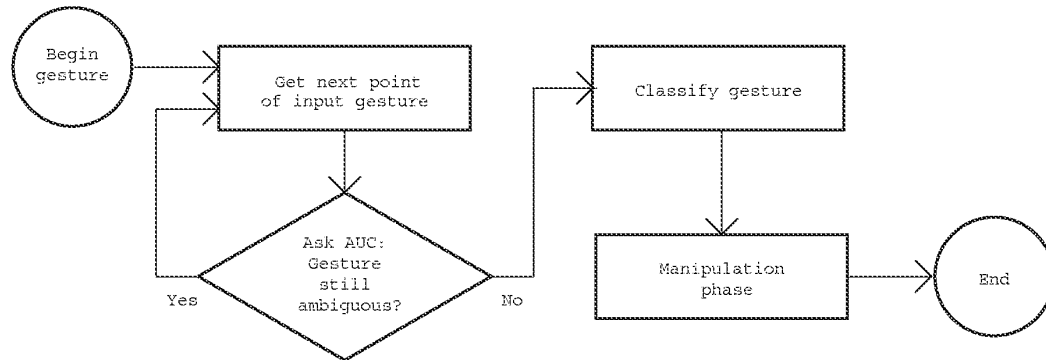 Begin
gesture
Get next point
of input gesture
Ask AUC:
Gesture
still
ambiguous?
Yes
No
Classify gesture
Manipulation
phase
End